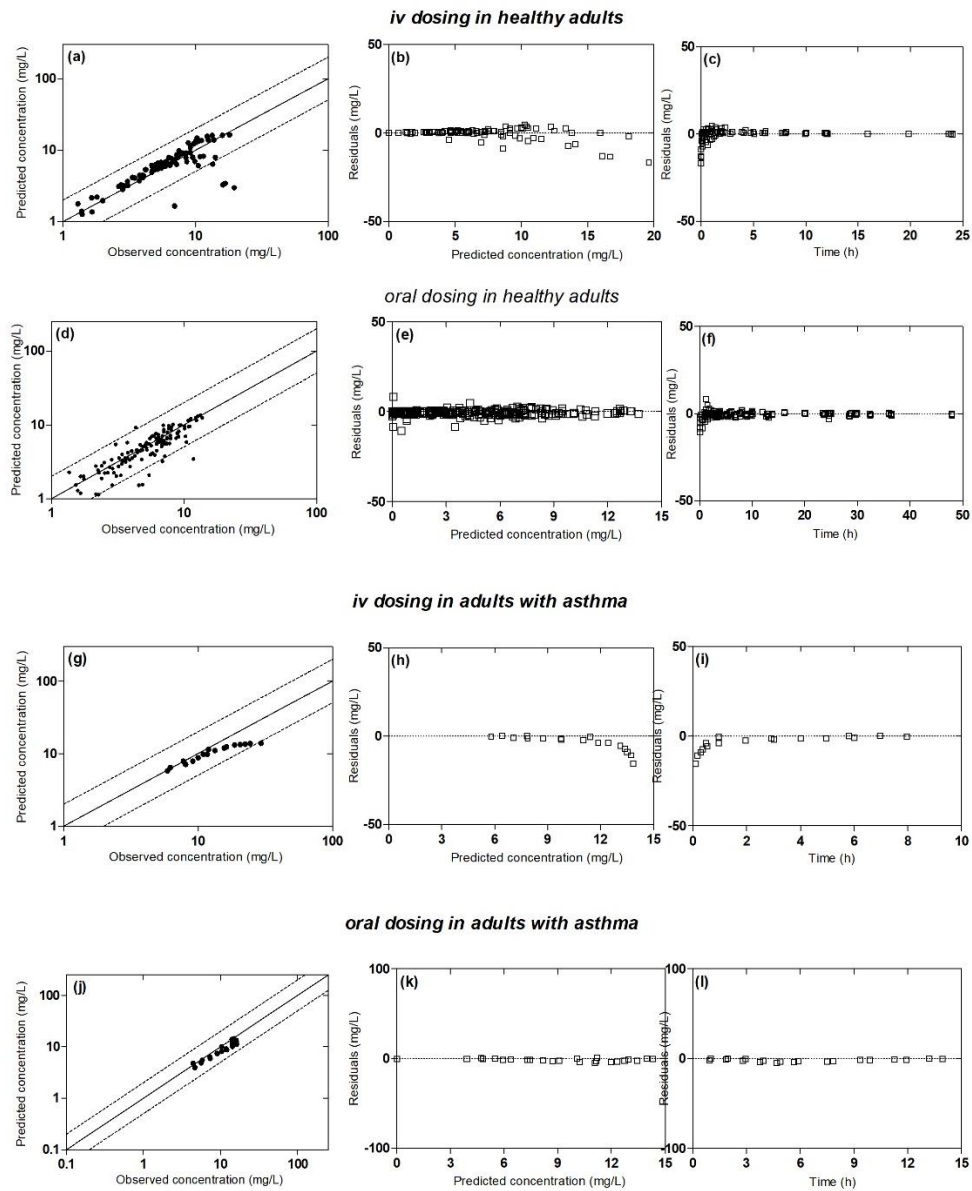 iv dosing in healthy adults
(a)
Predicted concentration (mg/L)
100
10
1
1
10
100
Observed concentration (mg/L)
(b)
Residuals (mg/L)
50
0
-50
0
5
10
15
20
Predicted concentration (mg/L)
(c)
Residuals (mg/L)
50
0
-50
0
5
10
15
20
25
Time (h)
oral dosing in healthy adults
(d)
Predicted concentration (mg/L)
100
10
1
1
10
100
Observed concentration (mg/L)
(e)
Residuals (mg/L)
50
0
-50
0
3
6
9
12
15
Predicted concentration (mg/L)
(f)
Residuals (mg/L)
50
0
-50
0
10
20
30
40
50
Time (h)
iv dosing in adults with asthma
(g)
Predicted concentration (mg/L)
100
10
1
1
10
100
Observed concentration (mg/L)
(h)
Residuals (mg/L)
50
0
-50
0
3
6
9
12
15
Predicted concentration (mg/L)
(i)
Residuals (mg/L)
50
0
-50
0
2
4
6
8
10
Time (h)
oral dosing in adults with asthma
(j)
Predicted concentration (mg/L)
100
10
1
0.1
0.1
1
10
100
Observed concentration (mg/L)
(k)
Residuals (mg/L)
100
0
-100
0
3
6
9
12
15
Predicted concentration (mg/L)
(l)
Residuals (mg/L)
100
0
-100
0
3
6
9
12
15
Time (h)